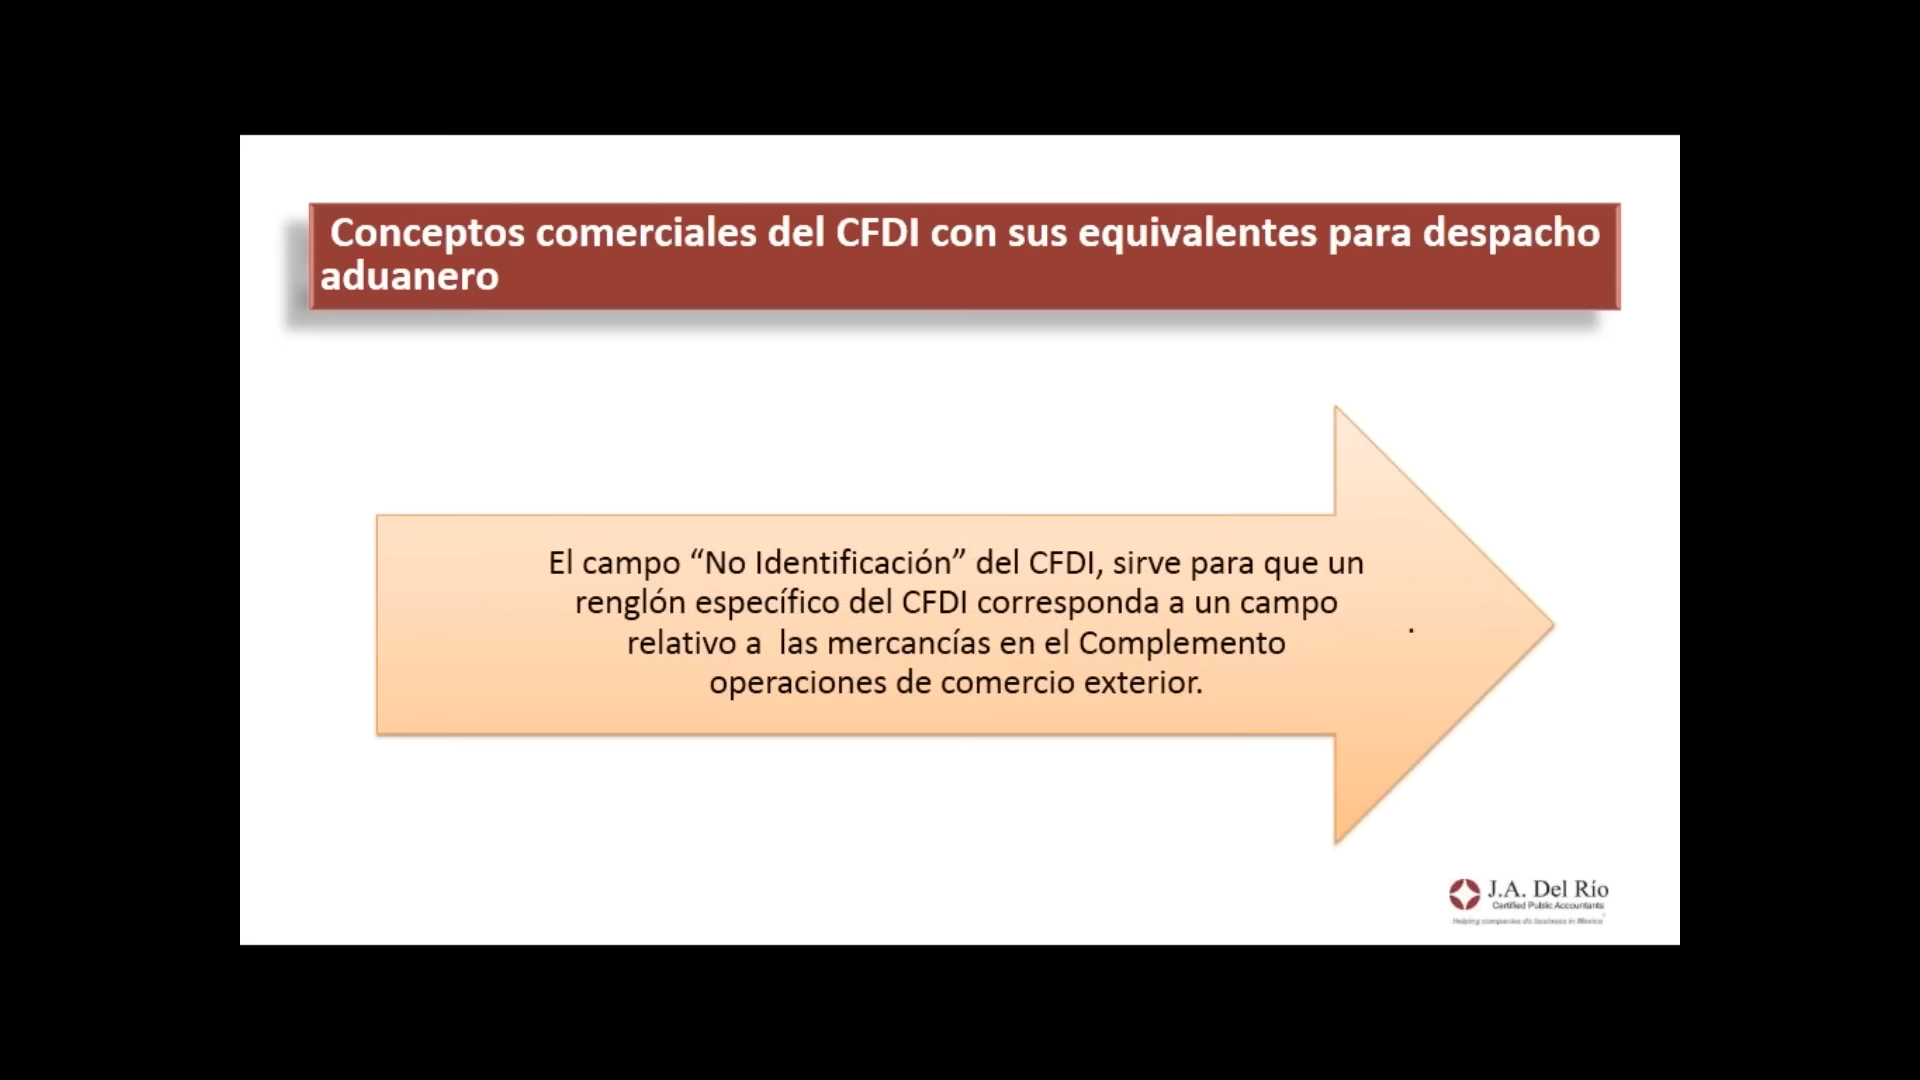 Conceptos comerciales del CFDI con sus equivalentes para despacho
aduanero
El campo “No Identificación” del CFDI, sirve para que un
renglón específico del CFDI corresponda a un campo
relativo a  las mercancías en el Complemento
operaciones de comercio exterior.
.
J.A. Del Río
Certified Public Accountants
Helping companies do business in Mexico